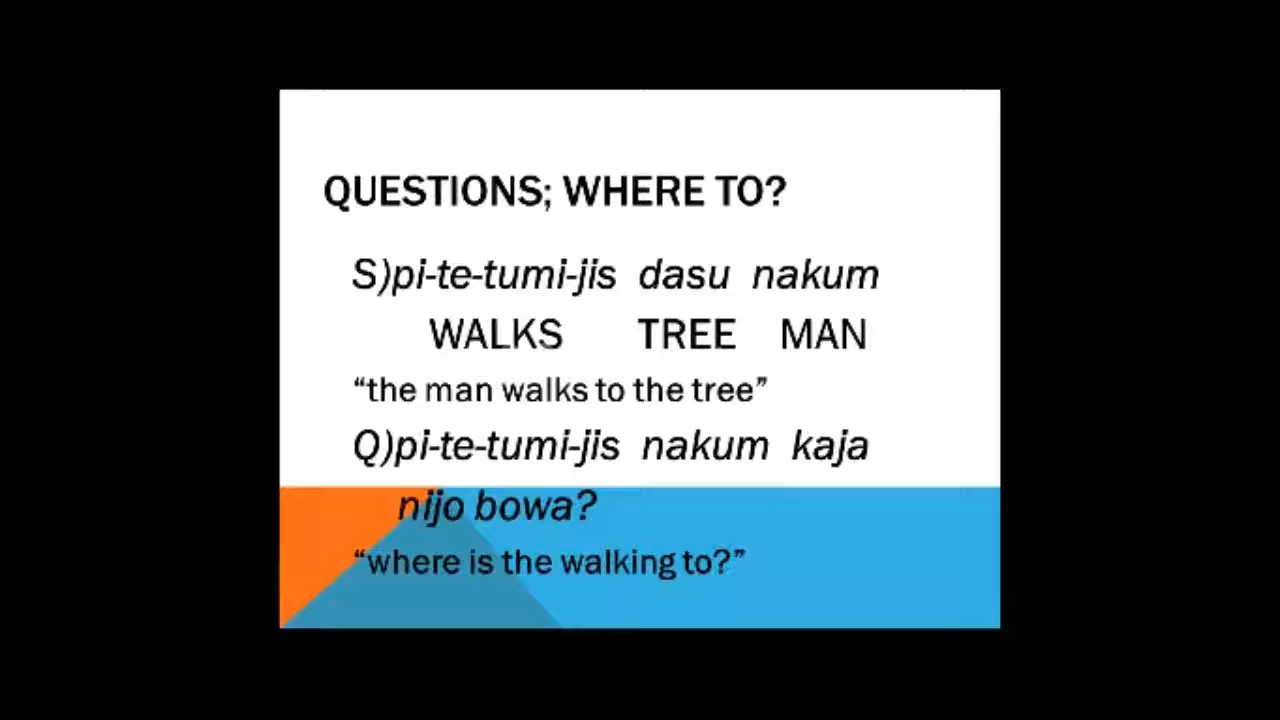 QUESTIONS; WHERE TO?
S)pi-te-tumi-jis dasu nakum
WALKS TREE MAN
“the man walks to the tree”
Q)pi-te-tumi-jis nakum kaja
nijo bowa?
“where is the walking to?”